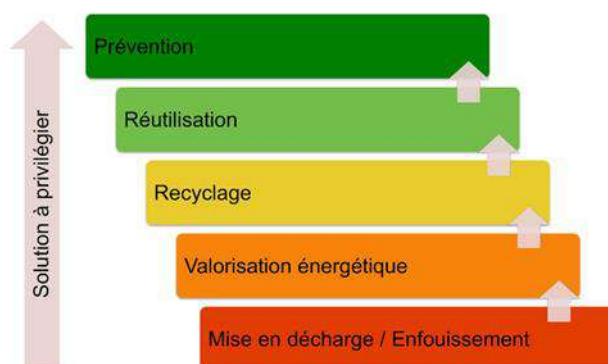 Solution à privilégier
Prévention
Réutilisation
Recyclage
Valorisation énergétique
Mise en décharge / Enfouissement